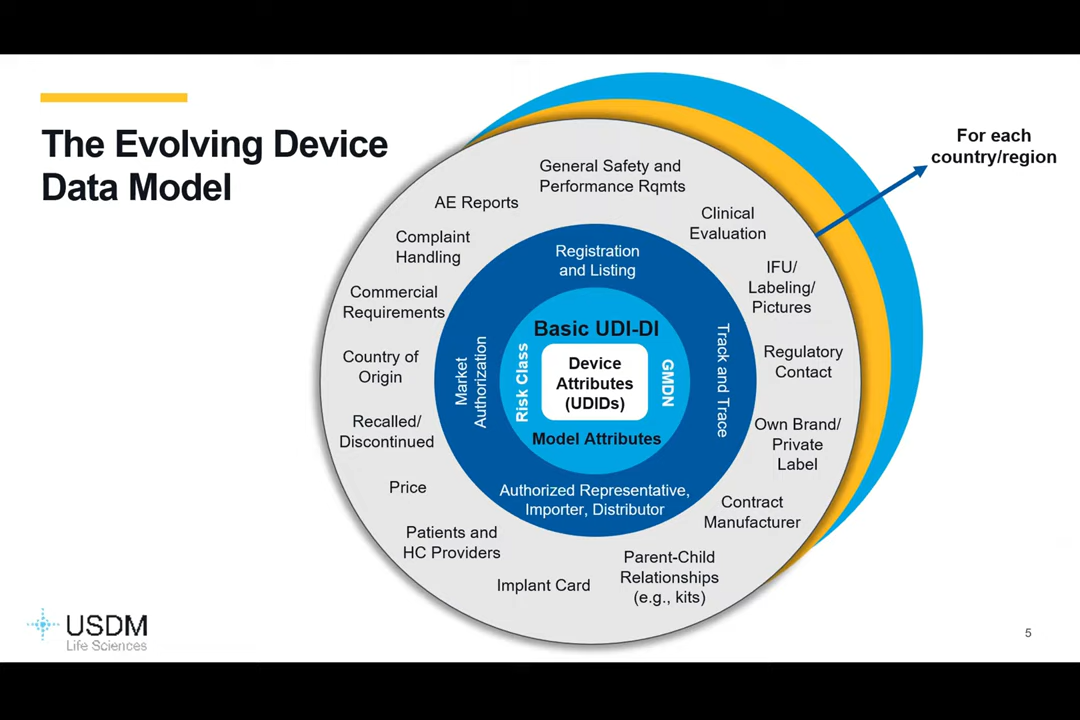 The Evolving Device
Data Model
For each
country/region
General Safety and
Performance Rqmts
AE Reports
Clinical
Evaluation
Complaint
Handling
IFU/
Labeling/
Pictures
Commercial
Requirements
Regulatory
Contact
Country of
Origin
Own Brand/
Private
Label
Recalled/
Discontinued
Contract
Manufacturer
Price
Parent-Child
Relationships
(e.g., kits)
Patients and
HC Providers
Implant Card
Registration
and Listing
Track and Trace
Authorized Representative,
Importer, Distributor
Market
Authorization
Basic UDI-DI
Risk Class
GMDN
Model Attributes
Device
Attributes
(UDIDs)
USDM
Life Sciences
5